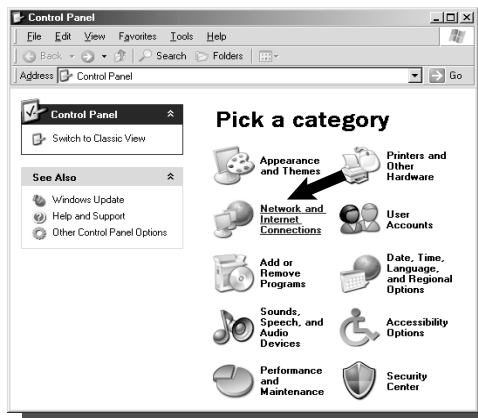 Control Panel
File Edit View Favorites Tools Help
Back Search Folders
Address Control Panel Go
Control Panel
Switch to Classic View
See Also
Windows Update
Help and Support
Other Control Panel Options
Pick a category
Appearance
and Themes
Printers and
Other
Hardware
Network and
Internet
Connections
User
Accounts
Add or
Remove
Programs
Date, Time,
Language,
and Regional
Options
Sounds,
Speech, and
Audio
Devices
Accessibility
Options
Performance
and
Maintenance
Security
Center